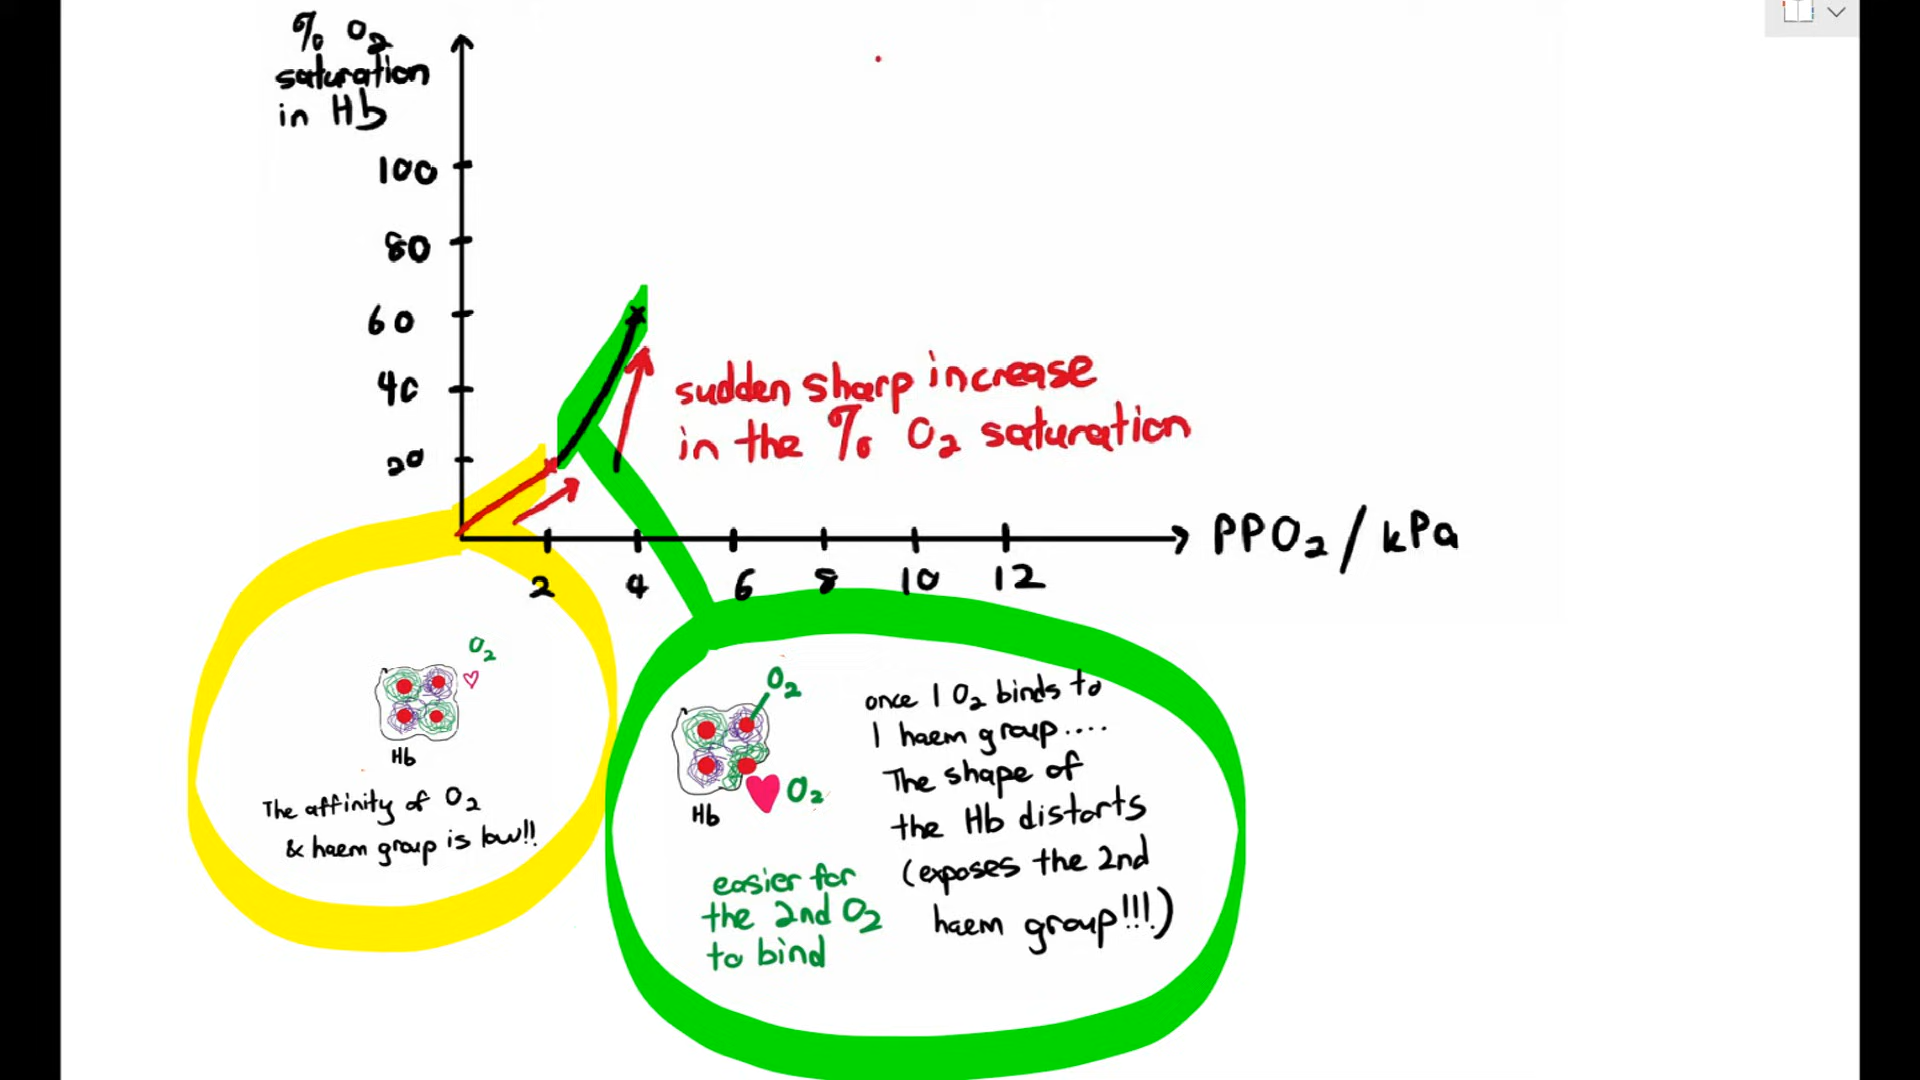 % O₂
saturation
in Hb
100
80
60
40
20
2 4 6 8 10 12
PPO₂/kPa
sudden sharp increase
in the % O₂ saturation
O₂
Hb
The affinity of O₂
& haem group is low!!
O₂
O₂
Hb
easier for
the 2nd O₂
to bind
once 1 O₂ binds to
1 haem group....
The shape of
the Hb distorts
(exposes the 2nd
haem group!!!)